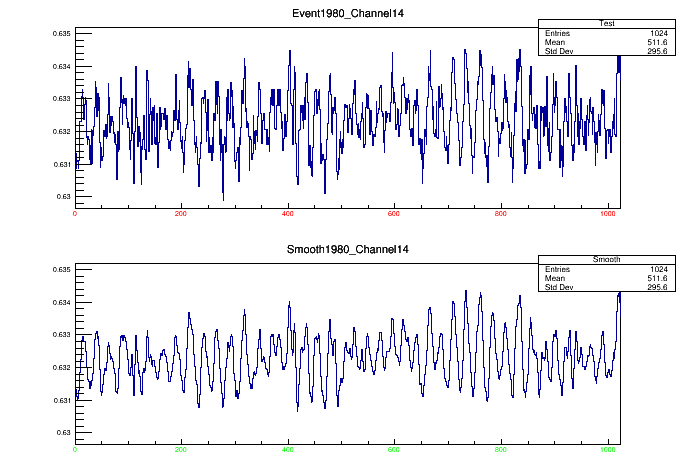 Event1980_Channel14
Test
Entries 1024
Mean 511.6
Std Dev 295.6
0.635
0.634
0.633
0.632
0.631
0.63
0 200 400 600 800 1000
Smooth1980_Channel14
Smooth
Entries 1024
Mean 511.6
Std Dev 295.6
0.635
0.634
0.633
0.632
0.631
0.63
0 200 400 600 800 1000